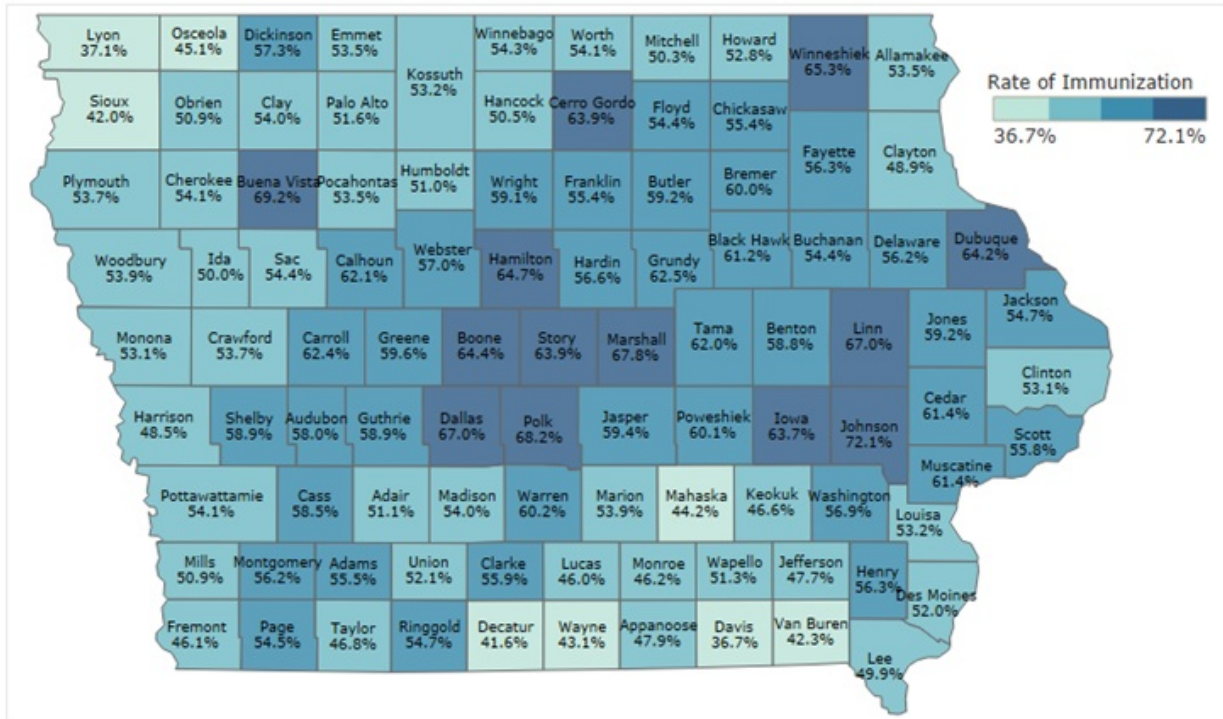 Lyon
37.1%
Osceola
45.1%
Dickinson
57.3%
Emmet
53.5%
Kossuth
53.2%
Winnebago
54.3%
Worth
54.1%
Mitchell
50.3%
Howard
52.8%
Winneshiek
65.3%
Allamakee
53.5%
Rate of Immunization
36.7%
72.1%
Sioux
42.0%
Obrien
50.9%
Clay
54.0%
Palo Alto
51.6%
Hancock
50.5%
Cerro Gordo
63.9%
Floyd
54.4%
Chickasaw
55.4%
Fayette
56.3%
Clayton
48.9%
Plymouth
53.7%
Cherokee
54.1%
Buena Vista
69.2%
Pocahontas
53.5%
Humboldt
51.0%
Wright
59.1%
Franklin
55.4%
Butler
59.2%
Bremer
60.0%
Woodbury
53.9%
Ida
50.0%
Sac
54.4%
Calhoun
62.1%
Webster
57.0%
Hamilton
64.7%
Hardin
56.6%
Grundy
62.5%
Black Hawk
61.2%
Buchanan
54.4%
Delaware
56.2%
Dubuque
64.2%
Monona
53.1%
Crawford
53.7%
Carroll
62.4%
Greene
59.6%
Boone
64.4%
Story
63.9%
Marshall
67.8%
Tama
62.0%
Benton
58.8%
Linn
67.0%
Jones
59.2%
Jackson
54.7%
Clinton
53.1%
Harrison
48.5%
Shelby
58.9%
Audubon
58.0%
Guthrie
58.9%
Dallas
67.0%
Polk
68.2%
Jasper
59.4%
Poweshiek
60.1%
Iowa
63.7%
Johnson
72.1%
Cedar
61.4%
Scott
55.8%
Muscatine
61.4%
Pottawattamie
54.1%
Cass
58.5%
Adair
51.1%
Madison
54.0%
Warren
60.2%
Marion
53.9%
Mahaska
44.2%
Keokuk
46.6%
Washington
56.9%
Louisa
53.2%
Mills
50.9%
Montgomery
56.2%
Adams
55.5%
Union
52.1%
Clarke
55.9%
Lucas
46.0%
Monroe
46.2%
Wapello
51.3%
Jefferson
47.7%
Henry
56.3%
Des Moines
52.0%
Fremont
46.1%
Page
54.5%
Taylor
46.8%
Ringgold
54.7%
Decatur
41.6%
Wayne
43.1%
Appanoose
47.9%
Davis
36.7%
Van Buren
42.3%
Lee
49.9%